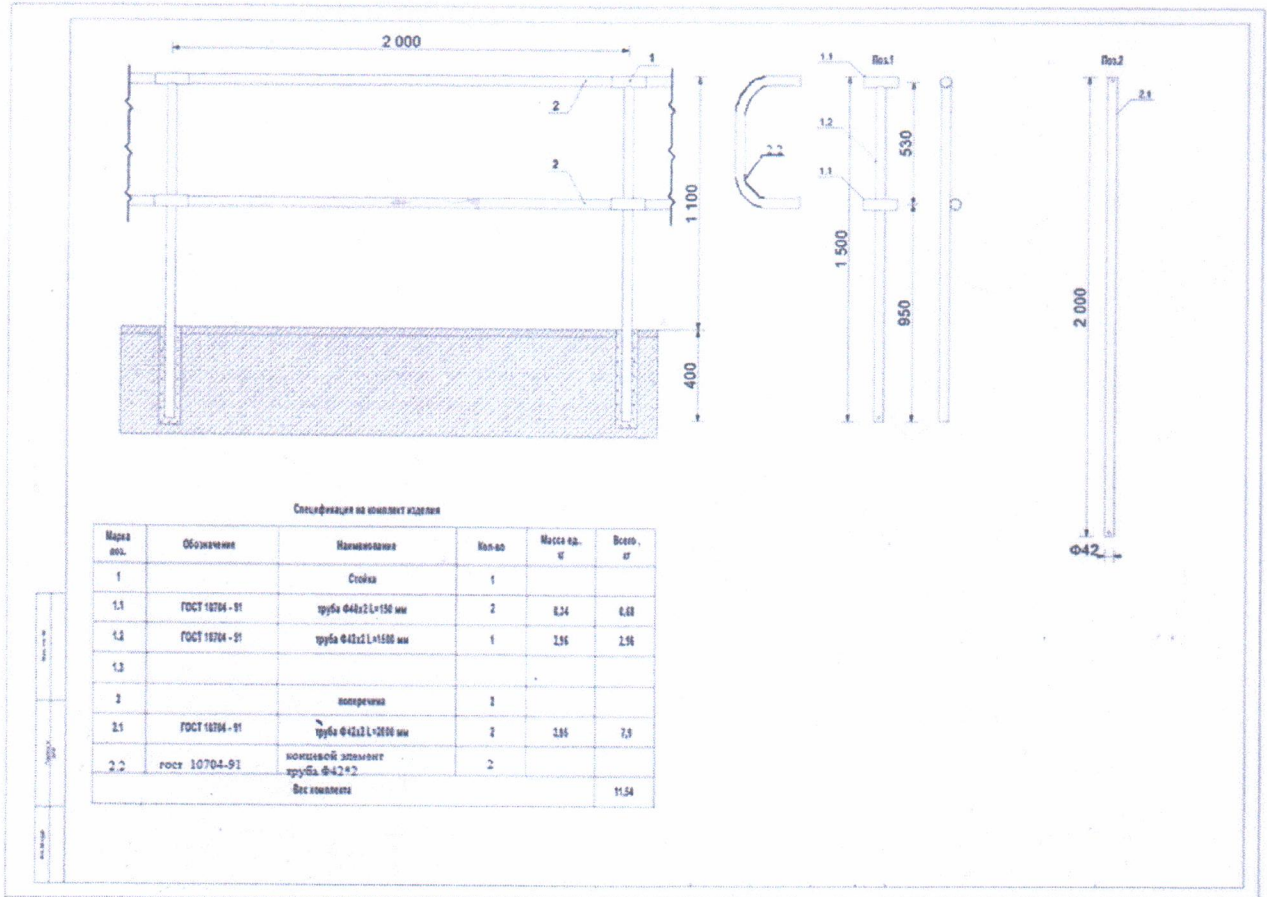 2 000
1
2
2
1 100
400
2.2
Поз.1
1.1
1.2
1.1
1 500
530
950
Поз.2
2.1
2 000
Ф42
Спецификация на комплект изделия
Марка поз. Обозначение Наименование Кол-во Масса ед., кг Всего, кг
1 Стойка 1
1.1 ГОСТ 10704 - 91 труба Ф48х2 L=150 мм 2 0,34 0,68
1.2 ГОСТ 10704 - 91 труба Ф42х2 L=1500 мм 1 2,96 2,96
1.3
2 поперечена 2
2.1 ГОСТ 10704 - 91 труба Ф42х2 L=2000 мм 2 3,95 7,9
2.2 гост 10704-91 концевой элемент труба Ф42*2 2
Вес комплекта 11,54